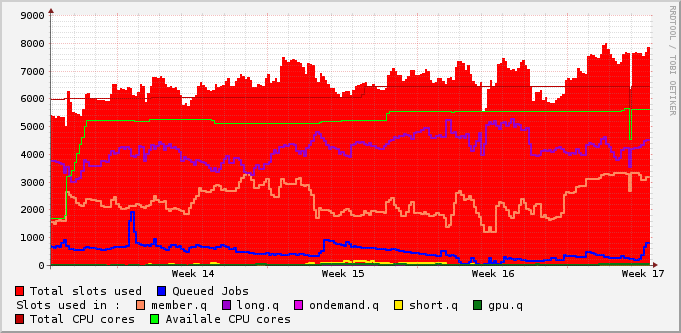 9000
8000
7000
6000
5000
4000
3000
2000
1000
0
Week 14 Week 15 Week 16 Week 17
Total slots used Queued Jobs
Slots used in : member.q long.q ondemand.q short.q gpu.q
Total CPU cores Availale CPU cores
RRDTOOL / TOBI OETIKER